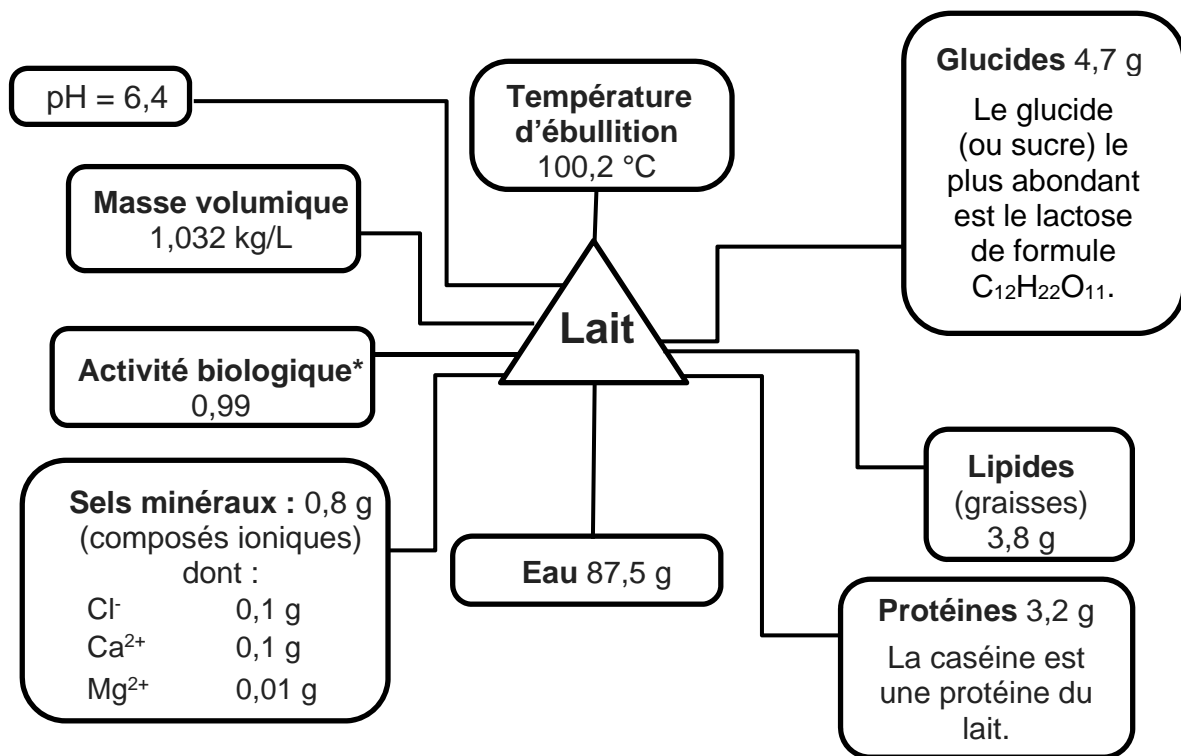 pH = 6,4
Température
d'ébullition
100,2 °C
Glucides 4,7 g
Le glucide
(ou sucre) le
plus abondant
est le lactose
de formule
C₁₂H₂₂O₁₁.
Masse volumique
1,032 kg/L
Lait
Activité biologique*
0,99
Lipides
(graisses)
3,8 g
Sels minéraux : 0,8 g
(composés ioniques)
dont :
Cl⁻ 0,1 g
Ca²⁺ 0,1 g
Mg²⁺ 0,01 g
Eau 87,5 g
Protéines 3,2 g
La caséine est
une protéine du
lait.